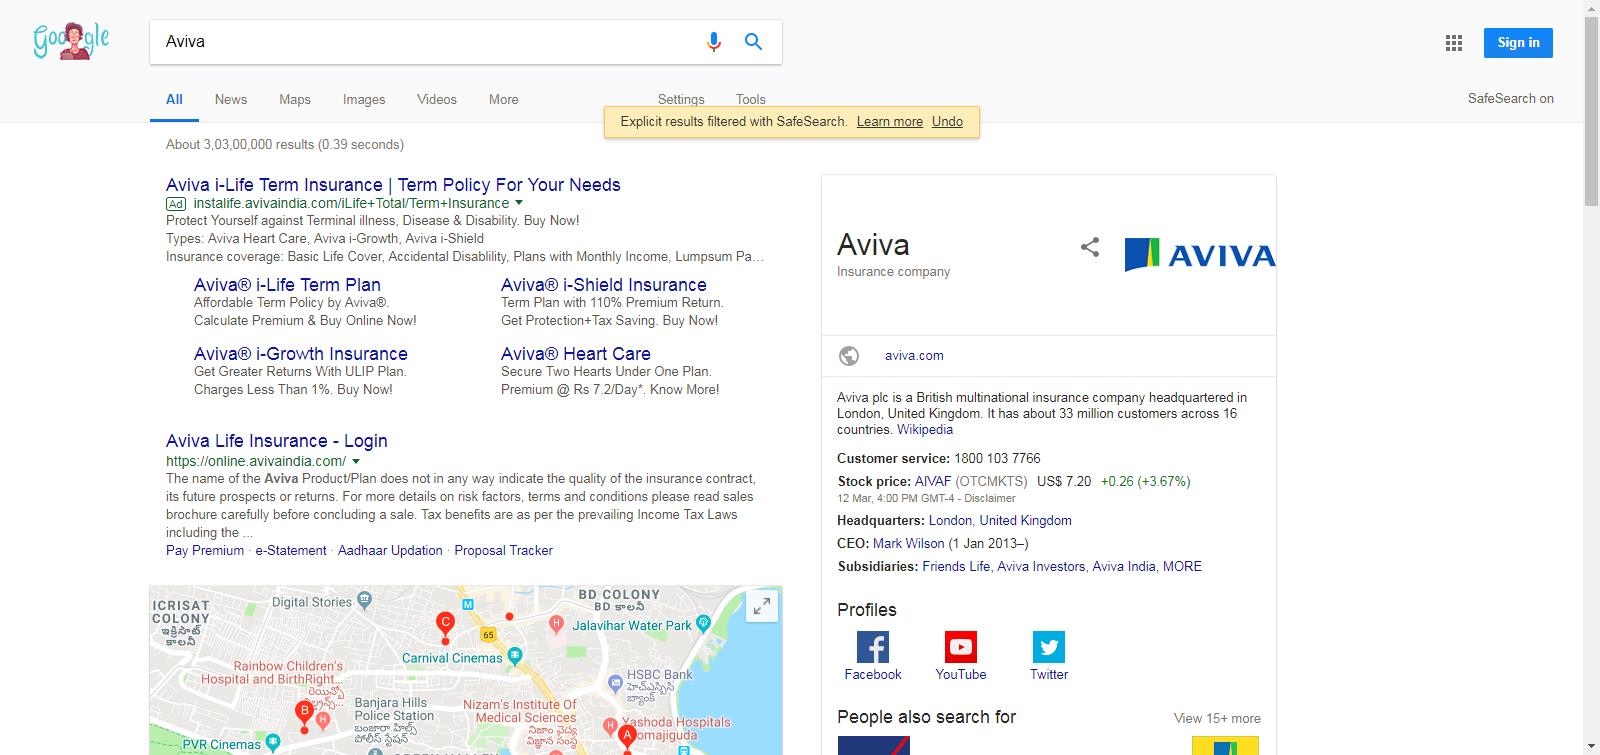 Google
Aviva
Sign in
All News Maps Images Videos More Settings Tools
SafeSearch on
Explicit results filtered with SafeSearch. Learn more Undo
About 3,03,00,000 results (0.39 seconds)
Aviva i-Life Term Insurance | Term Policy For Your Needs
Ad instalife.avivaindia.com/iLife+Total/Term+Insurance
Protect Yourself against Terminal illness, Disease & Disability. Buy Now!
Types: Aviva Heart Care, Aviva i-Growth, Aviva i-Shield
Insurance coverage: Basic Life Cover, Accidental Disablility, Plans with Monthly Income, Lumpsum Pa…
Aviva® i-Life Term Plan
Affordable Term Policy by Aviva®.
Calculate Premium & Buy Online Now!
Aviva® i-Shield Insurance
Term Plan with 110% Premium Return.
Get Protection+Tax Saving. Buy Now!
Aviva® i-Growth Insurance
Get Greater Returns With ULIP Plan.
Charges Less Than 1%. Buy Now!
Aviva® Heart Care
Secure Two Hearts Under One Plan.
Premium @ Rs 7.2/Day*. Know More!
Aviva Life Insurance - Login
https://online.avivaindia.com/
The name of the Aviva Product/Plan does not in any way indicate the quality of the insurance contract,
its future prospects or returns. For more details on risk factors, terms and conditions please read sales
brochure carefully before concluding a sale. Tax benefits are as per the prevailing Income Tax Laws
including the ...
Pay Premium · e-Statement · Aadhaar Updation · Proposal Tracker
ICRISAT
COLONY
ఇక్రిసాట్
కాలనీ
Digital Stories
M
C
65
H
BD COLONY
BD కాలనీ
Jalavihar Water Park
Carnival Cinemas
Rainbow Children's
Hospital and BirthRight...
B
H
HSBC Bank
హెచ్ఎస్బిసి
బ్యాంక్
Banjara Hills
Police Station
బంజారా హిల్స్
పోలీస్ స్టేషన్
Nizam's Institute Of
Medical Sciences
H
Yashoda Hospitals
Somajiguda
A
PVR Cinemas
Aviva
Insurance company
AVIVA
aviva.com
Aviva plc is a British multinational insurance company headquartered in
London, United Kingdom. It has about 33 million customers across 16
countries. Wikipedia
Customer service: 1800 103 7766
Stock price: AIVAF (OTCMKTS) US$ 7.20 +0.26 (+3.67%)
12 Mar, 4:00 PM GMT-4 - Disclaimer
Headquarters: London, United Kingdom
CEO: Mark Wilson (1 Jan 2013–)
Subsidiaries: Friends Life, Aviva Investors, Aviva India, MORE
Profiles
Facebook YouTube Twitter
People also search for
View 15+ more